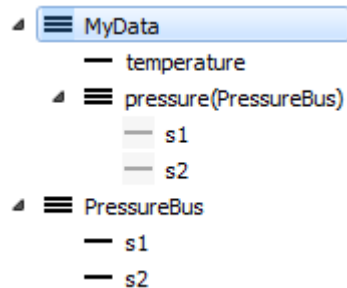 MyData
temperature
pressure(PressureBus)
s1
s2
PressureBus
s1
s2